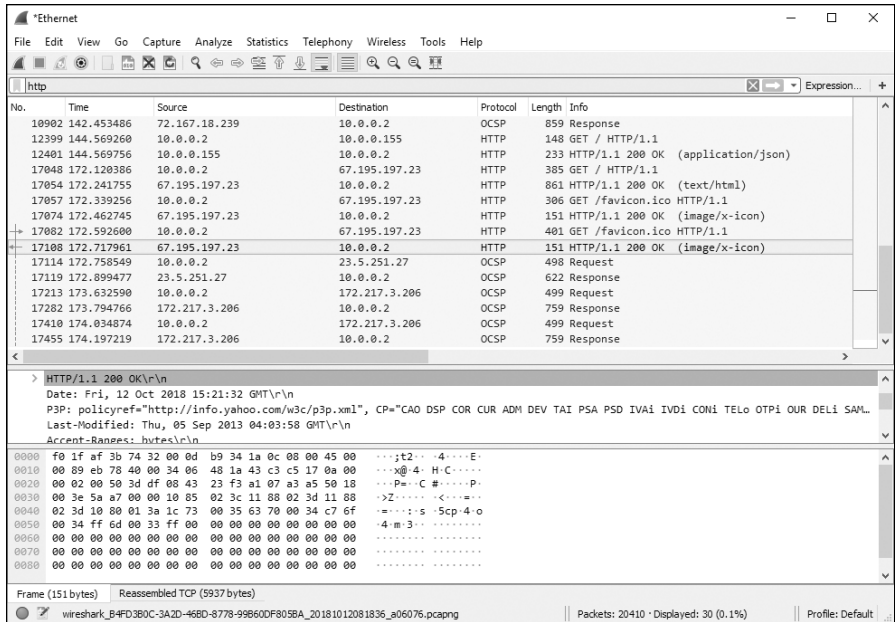 *Ethernet
File Edit View Go Capture Analyze Statistics Telephony Wireless Tools Help
http Expression... +
No. Time Source Destination Protocol Length Info
10902 142.453486 72.167.18.239 10.0.0.2 OCSP 859 Response
12399 144.569260 10.0.0.2 10.0.0.155 HTTP 148 GET / HTTP/1.1
12401 144.569756 10.0.0.155 10.0.0.2 HTTP 233 HTTP/1.1 200 OK (application/json)
17048 172.120386 10.0.0.2 67.195.197.23 HTTP 385 GET / HTTP/1.1
17054 172.241755 67.195.197.23 10.0.0.2 HTTP 861 HTTP/1.1 200 OK (text/html)
17057 172.339256 10.0.0.2 67.195.197.23 HTTP 306 GET /favicon.ico HTTP/1.1
17074 172.462745 67.195.197.23 10.0.0.2 HTTP 151 HTTP/1.1 200 OK (image/x-icon)
17082 172.592600 10.0.0.2 67.195.197.23 HTTP 401 GET /favicon.ico HTTP/1.1
17108 172.717961 67.195.197.23 10.0.0.2 HTTP 151 HTTP/1.1 200 OK (image/x-icon)
17114 172.758549 10.0.0.2 23.5.251.27 OCSP 498 Request
17119 172.899477 23.5.251.27 10.0.0.2 OCSP 622 Response
17213 173.632590 10.0.0.2 172.217.3.206 OCSP 499 Request
17282 173.794766 172.217.3.206 10.0.0.2 OCSP 759 Response
17410 174.034874 10.0.0.2 172.217.3.206 OCSP 499 Request
17455 174.197219 172.217.3.206 10.0.0.2 OCSP 759 Response
HTTP/1.1 200 OK\r\n
Date: Fri, 12 Oct 2018 15:21:32 GMT\r\n
P3P: policyref="http://info.yahoo.com/w3c/p3p.xml", CP="CAO DSP COR CUR ADM DEV TAI PSA PSD IVAi IVDi CONi TELo OTPi OUR DELi SAM…
Last-Modified: Thu, 05 Sep 2013 04:03:58 GMT\r\n
Accept-Ranges: bytes\r\n
0000 f0 1f af 3b 74 32 00 0d b9 34 1a 0c 08 00 45 00 ···;t2·· ·4····E·
0010 00 89 eb 78 40 00 34 06 48 1a 43 c3 c5 17 0a 00 ···x@·4· H·C·····
0020 00 02 00 50 3d df 08 43 23 f3 a1 07 a3 a5 50 18 ···P=··C #·····P·
0030 00 3e 5a a7 00 00 10 85 02 3c 11 88 02 3d 11 88 ·>Z····· ·<···=··
0040 02 3d 10 80 01 3a 1c 73 00 35 63 70 00 34 c7 6f ·=···:·s ·5cp·4·o
0050 00 34 ff 6d 00 33 ff 00 00 00 00 00 00 00 00 00 ·4·m·3·· ········
0060 00 00 00 00 00 00 00 00 00 00 00 00 00 00 00 00 ········ ········
0070 00 00 00 00 00 00 00 00 00 00 00 00 00 00 00 00 ········ ········
0080 00 00 00 00 00 00 00 00 00 00 00 00 00 00 00 00 ········ ········
Frame (151 bytes) Reassembled TCP (5937 bytes)
wireshark_B4FD3B0C-3A2D-46BD-8778-99B60DF805BA_20181012081836_a06076.pcapng Packets: 20410 · Displayed: 30 (0.1%) Profile: Default